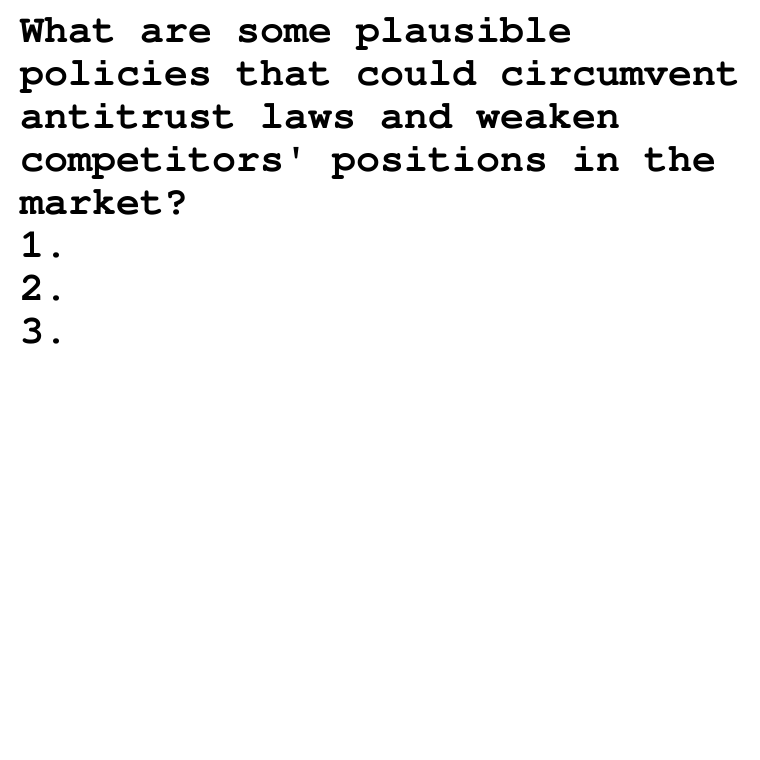 What are some plausible
policies that could circumvent
antitrust laws and weaken
competitors' positions in the
market?
1.
2.
3.